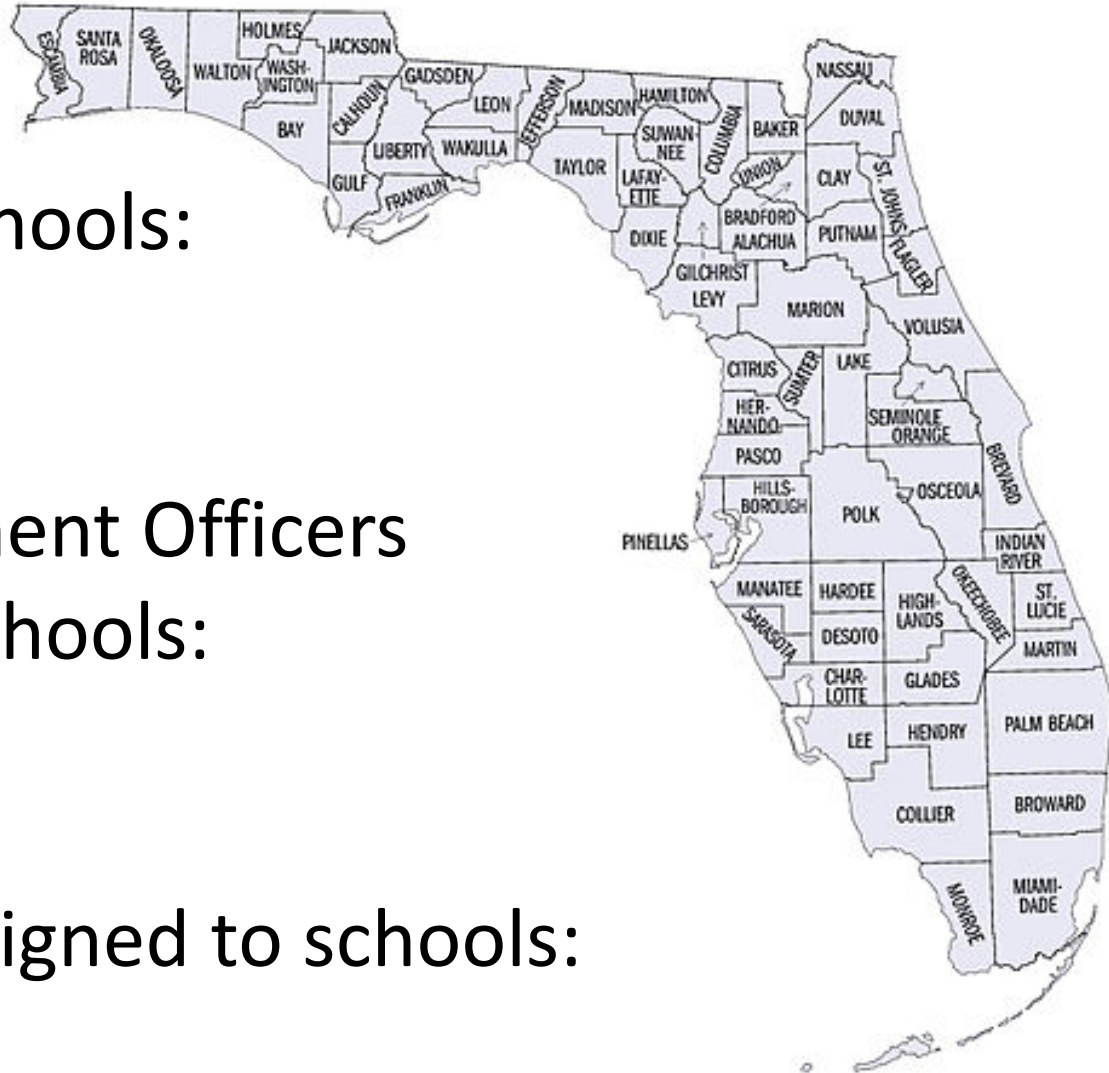 hools:
ent Officers
hools:
igned to schools:
ESCAMBIA
SANTA
ROSA
OKALOOSA
WALTON
HOLMES
WASH-
INGTON
JACKSON
BAY
CALHOUN
GULF
GADSDEN
LIBERTY
FRANKLIN
LEON
WAKULLA
JEFFERSON
MADISON
TAYLOR
HAMILTON
SUWAN-
NEE
LAFAY-
ETTE
DIXIE
COLUMBIA
BAKER
UNION
BRADFORD
ALACHUA
GILCHRIST
LEVY
NASSAU
DUVAL
CLAY
ST. JOHNS
PUTNAM
FLAGLER
MARION
VOLUSIA
CITRUS
SUMTER
LAKE
HER-
NANDO
SEMINOLE
ORANGE
PASCO
BREVARD
HILLS-
BOROUGH
POLK
OSCEOLA
PINELLAS
INDIAN
RIVER
MANATEE
HARDEE
HIGH-
LANDS
OKEECHOBEE
ST.
LUCIE
SARASOTA
DESOTO
MARTIN
CHAR-
LOTTE
GLADES
LEE
HENDRY
PALM BEACH
COLLIER
BROWARD
MONROE
MIAMI-
DADE